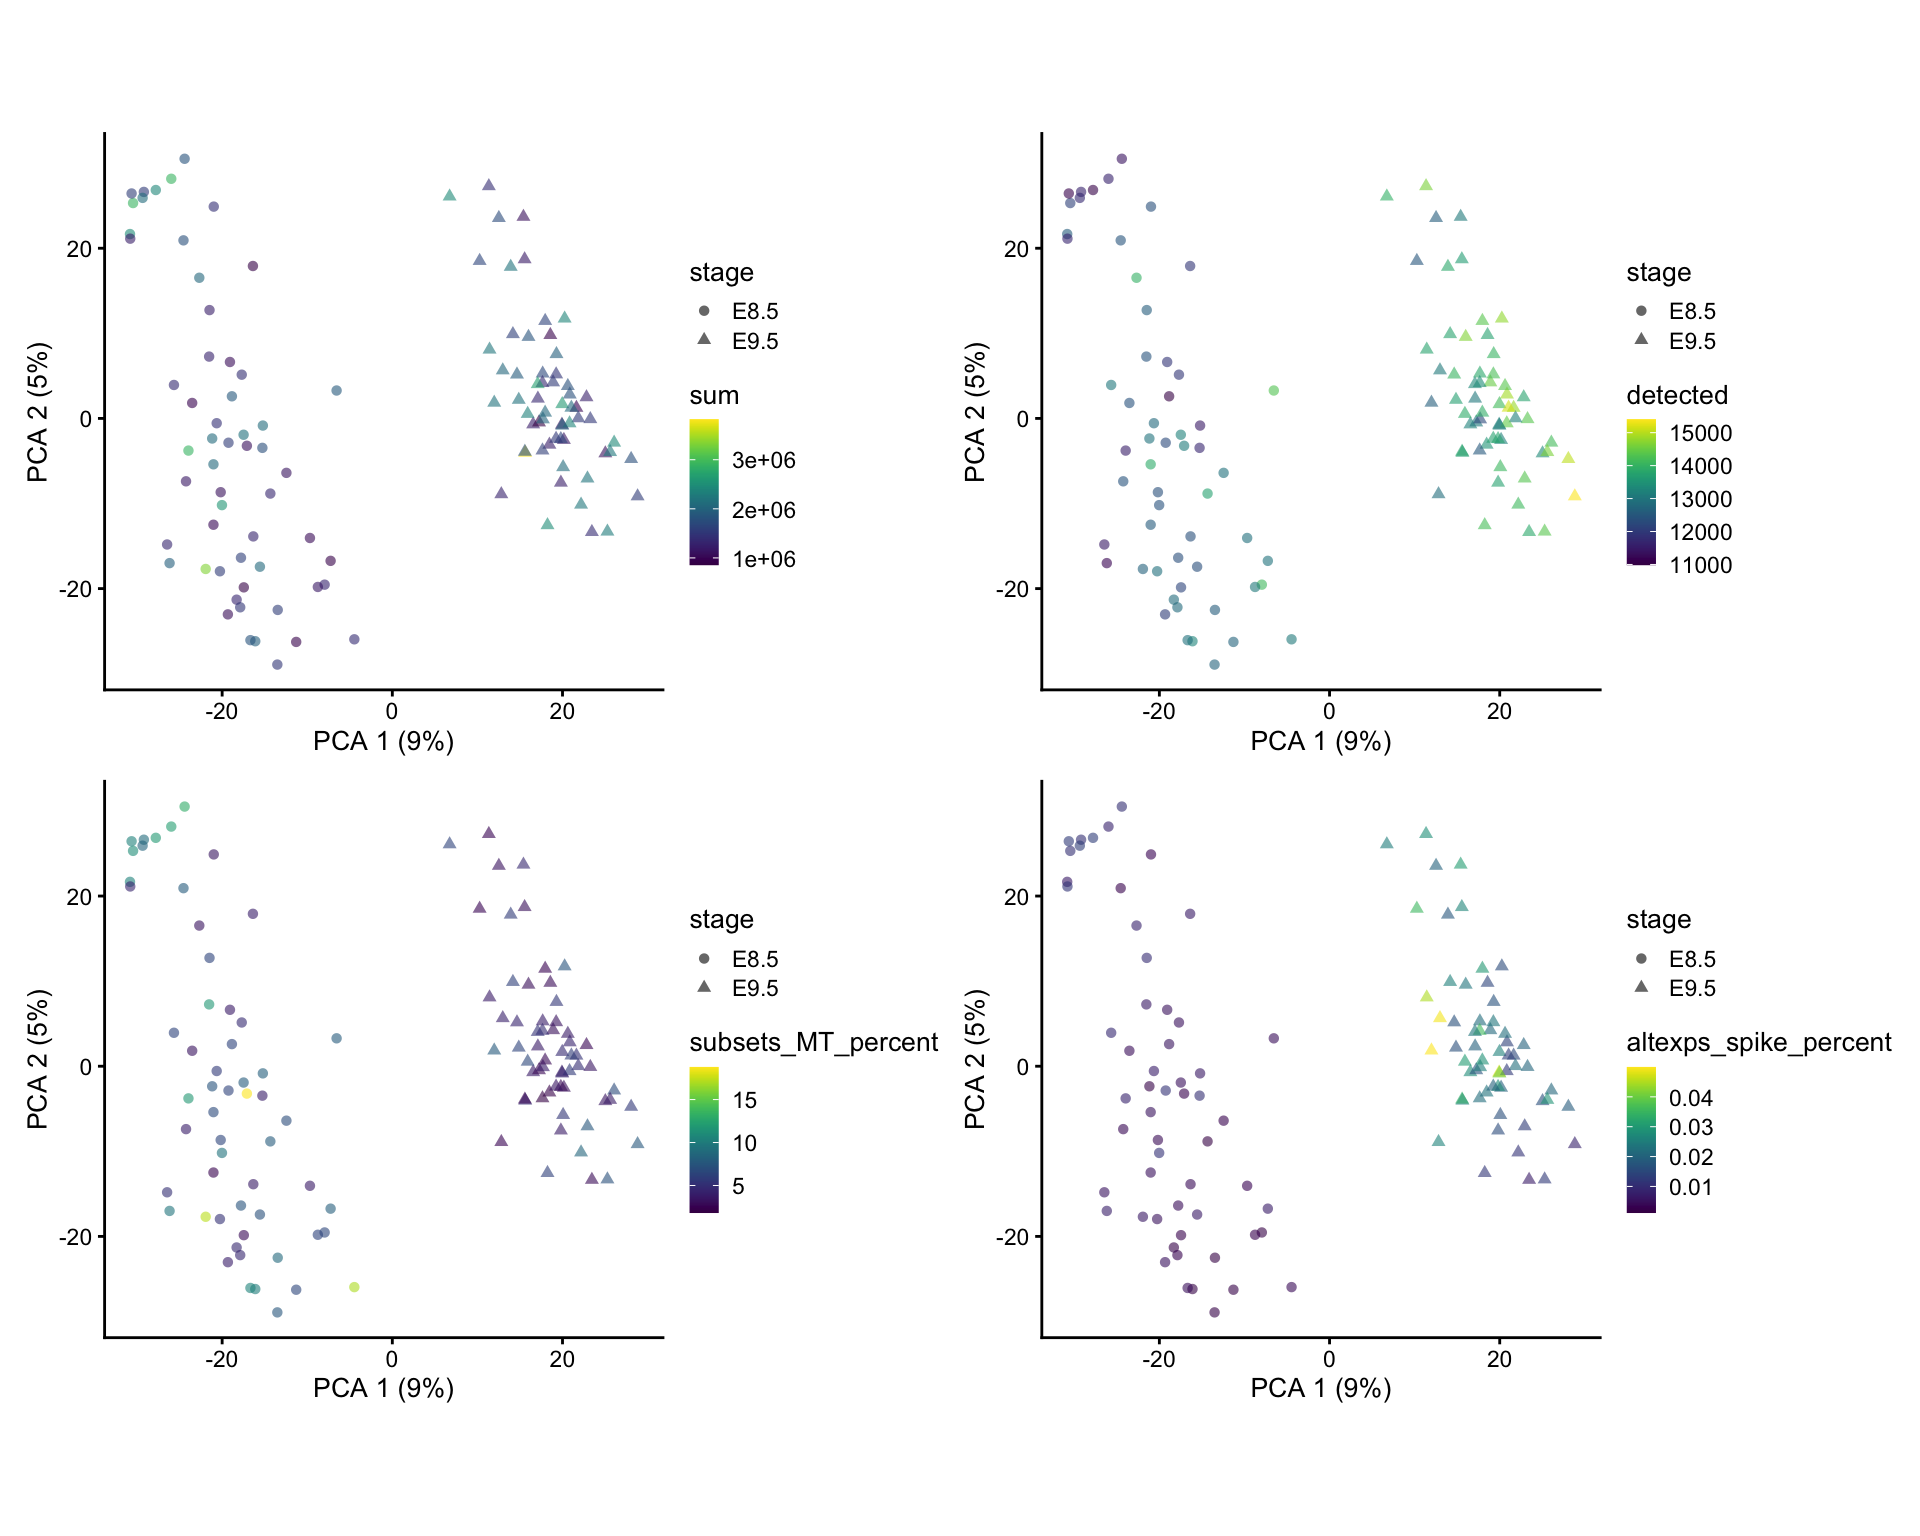 PCA 2 (5%)
20
0
-20
-20
0
20
PCA 1 (9%)
stage
E8.5
E9.5
sum
3e+06
2e+06
1e+06
PCA 2 (5%)
20
0
-20
-20
0
20
PCA 1 (9%)
stage
E8.5
E9.5
detected
15000
14000
13000
12000
11000
PCA 2 (5%)
20
0
-20
-20
0
20
PCA 1 (9%)
stage
E8.5
E9.5
subsets_MT_percent
15
10
5
PCA 2 (5%)
20
0
-20
-20
0
20
PCA 1 (9%)
stage
E8.5
E9.5
altexps_spike_percent
0.04
0.03
0.02
0.01